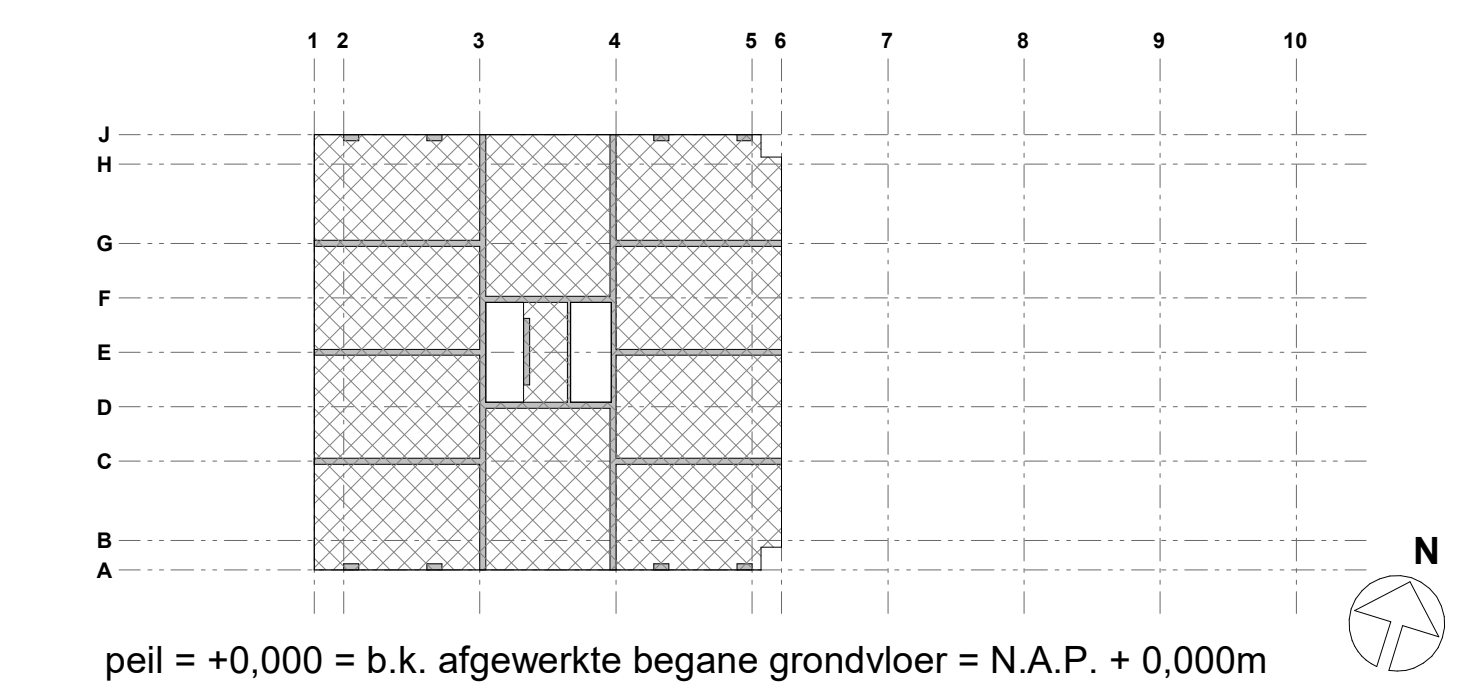 1 2 3 4 5 6 7 8 9 10
J
H
G
F
E
D
C
B
A
N
peil = +0,000 = b.k. afgewerkte begane grondvloer = N.A.P. + 0,000m